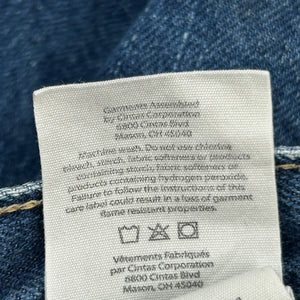 Garments Assembled
by Cintas Corporation
6800 Cintas Blvd
Mason, OH 45040
Machine wash. Do not use chlorine
bleach, starch, fabric softeners or products
containing starch, fabric softeners or
products containing hydrogen peroxide.
Failure to follow the instructions of this
care label could result in a loss of garment
flame resistant properties.
Vêtements Fabriqués
par Cintas Corporation
6800 Cintas Blvd
Mason, OH 45040